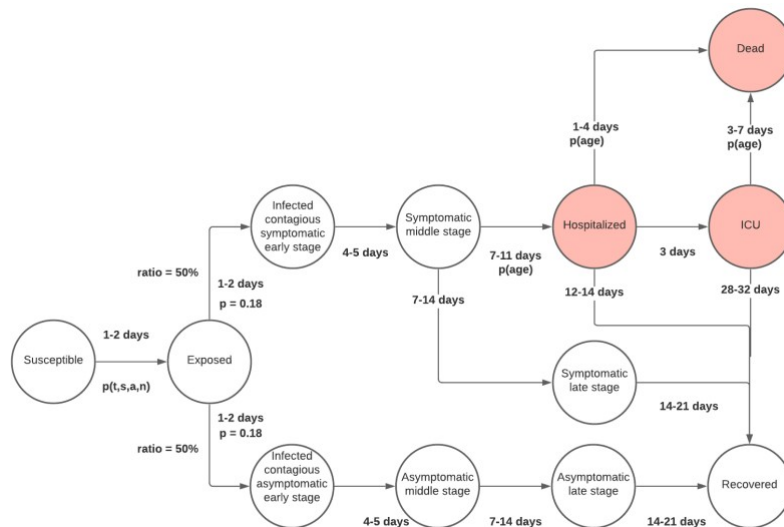 Dead
1-4 days
p(age)
3-7 days
p(age)
Infected
contagious
symptomatic
early stage
4-5 days
Symptomatic
middle stage
7-11 days
p(age)
Hospitalized
3 days
ICU
ratio = 50%
1-2 days
p = 0.18
7-14 days
12-14 days
28-32 days
Susceptible
1-2 days
p(t,s,a,n)
Exposed
Symptomatic
late stage
14-21 days
1-2 days
p = 0.18
ratio = 50%
Infected
contagious
asymptomatic
early stage
4-5 days
Asymptomatic
middle stage
7-14 days
Asymptomatic
late stage
14-21 days
Recovered